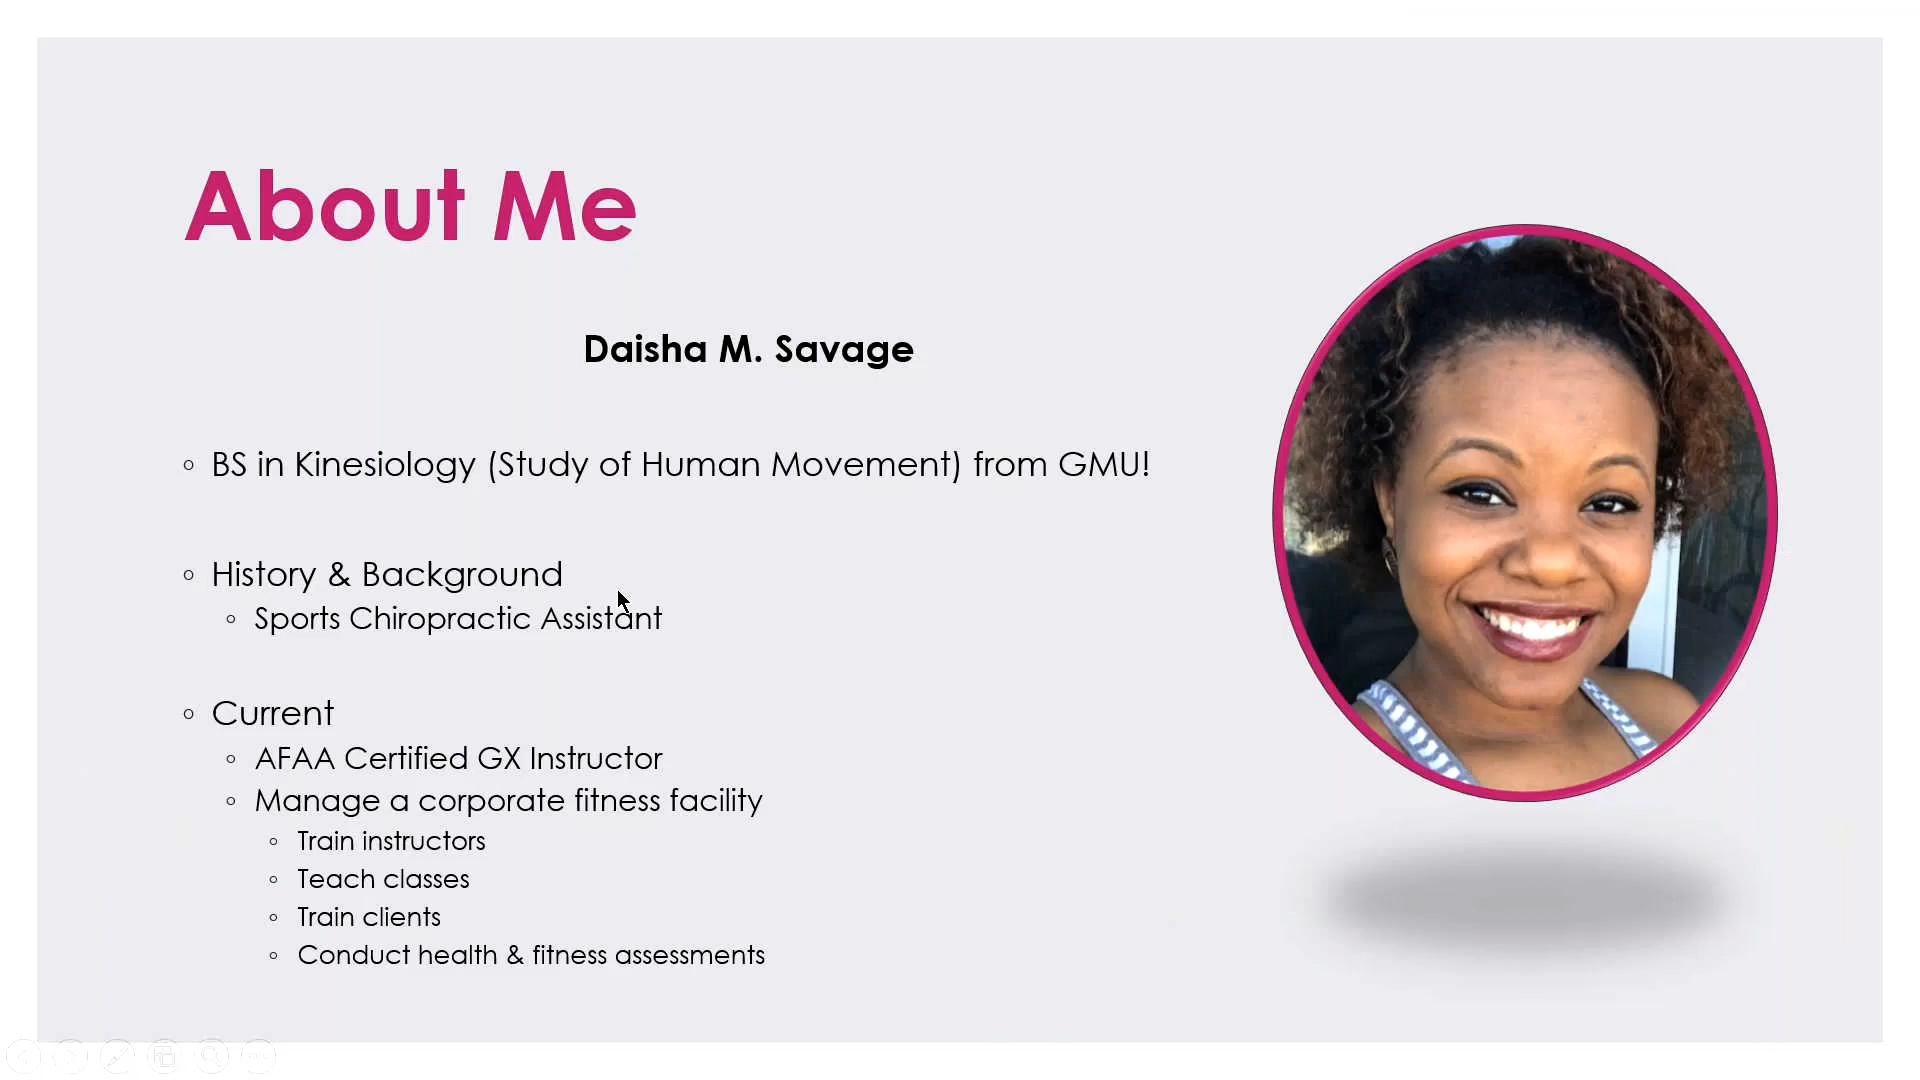 About Me
Daisha M. Savage
BS in Kinesiology (Study of Human Movement) from GMU!
History & Background
Sports Chiropractic Assistant
Current
AFAA Certified GX Instructor
Manage a corporate fitness facility
Train instructors
Teach classes
Train clients
Conduct health & fitness assessments